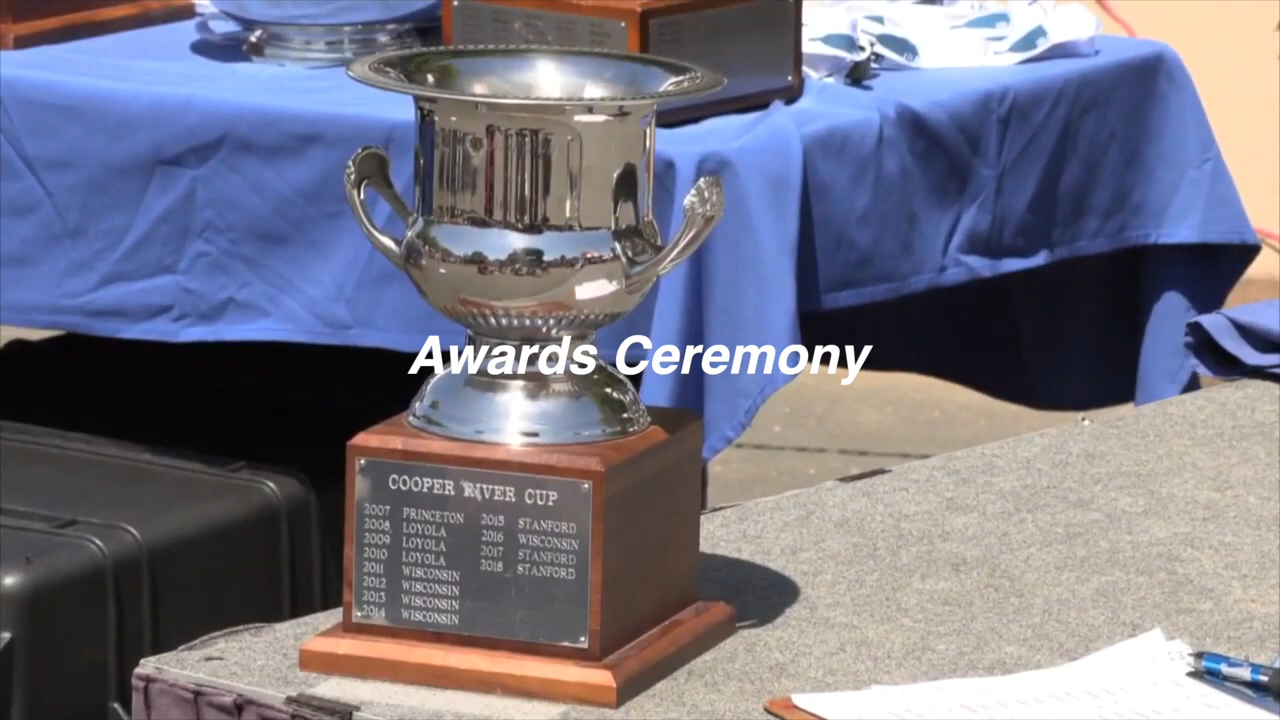 Awards Ceremony
COOPER RIVER CUP
2007 PRINCETON
2008 LOYOLA
2009 LOYOLA
2010 LOYOLA
2011 WISCONSIN
2012 WISCONSIN
2013 WISCONSIN
2014 WISCONSIN
2015 STANFORD
2016 WISCONSIN
2017 STANFORD
2018 STANFORD